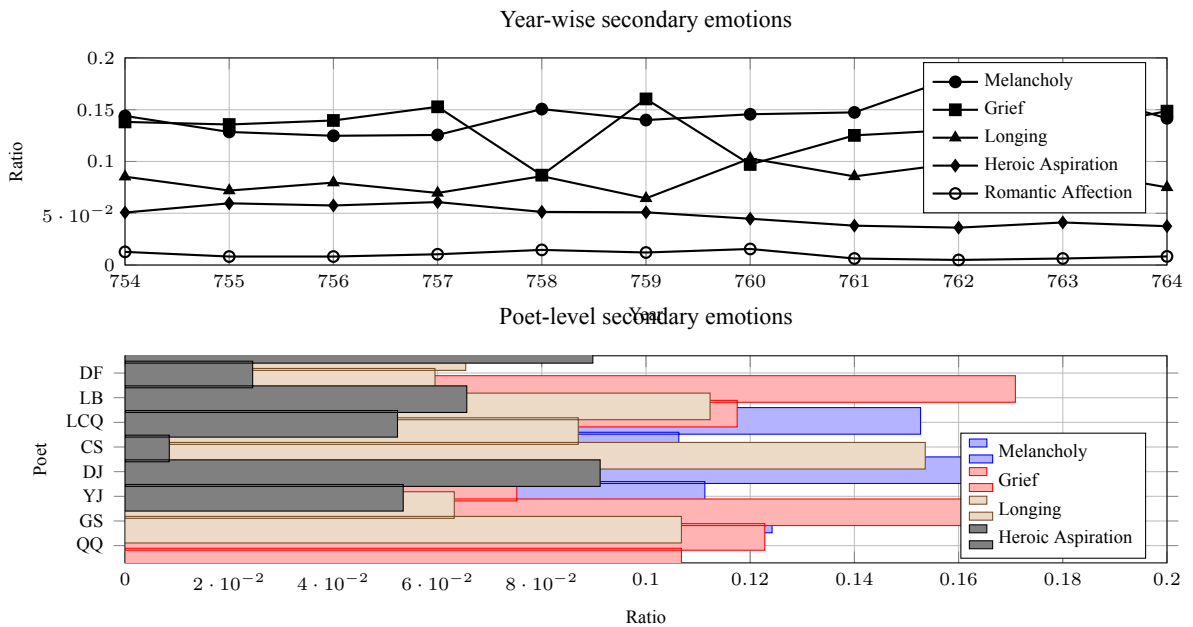 Year-wise secondary emotions
0.2
0.15
0.1
5 · 10⁻²
0
Ratio
Melancholy
Grief
Longing
Heroic Aspiration
Romantic Affection
754 755 756 757 758 759 760 761 762 763 764
Year
Poet-level secondary emotions
DF
LB
LCQ
CS
DJ
YJ
GS
QQ
Poet
Melancholy
Grief
Longing
Heroic Aspiration
0 2 · 10⁻² 4 · 10⁻² 6 · 10⁻² 8 · 10⁻² 0.1 0.12 0.14 0.16 0.18 0.2
Ratio